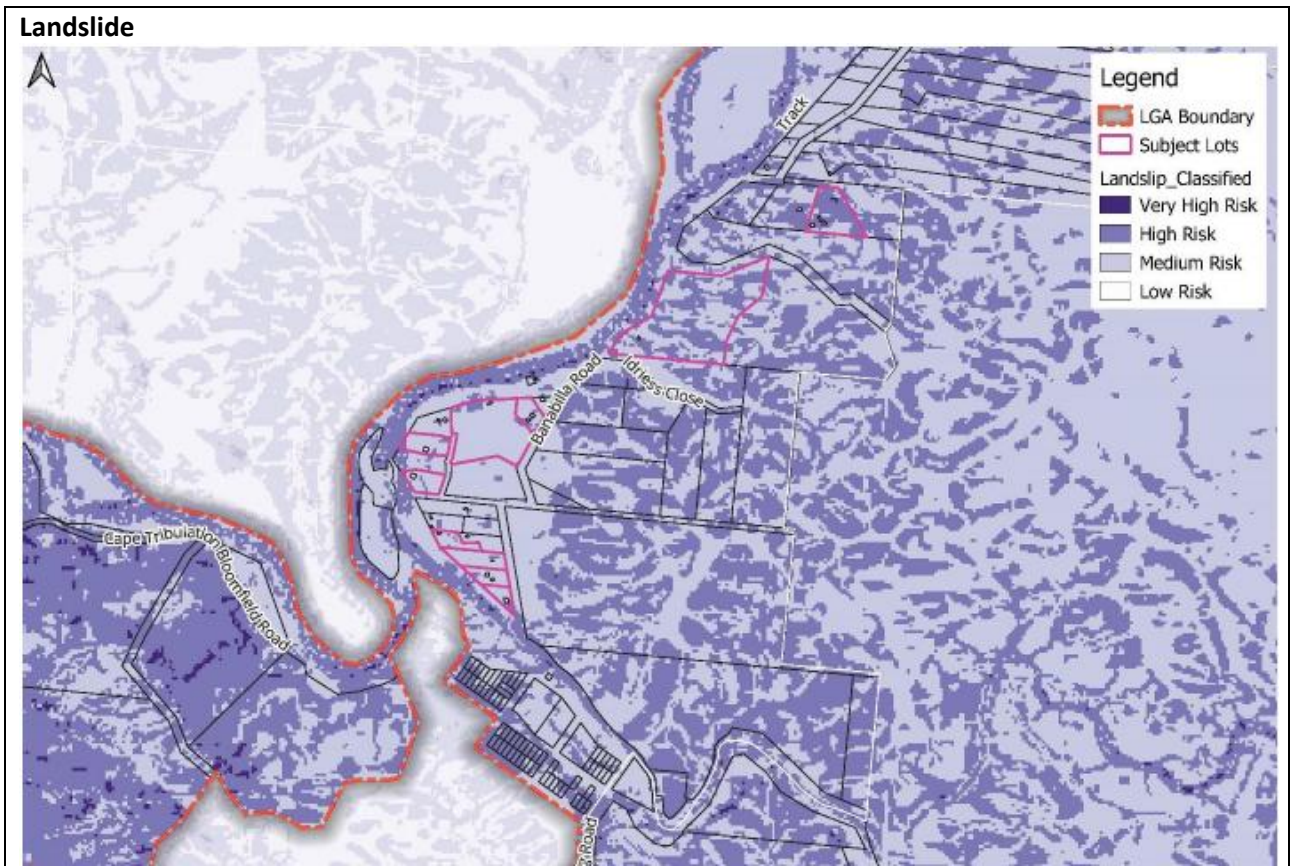 Landslide
Legend
LGA Boundary
Subject Lots
Landslip_Classified
Very High Risk
High Risk
Medium Risk
Low Risk
Track
Idriess Close
Banabilla Road
Cape Tribulation Bloomfield Road
Road